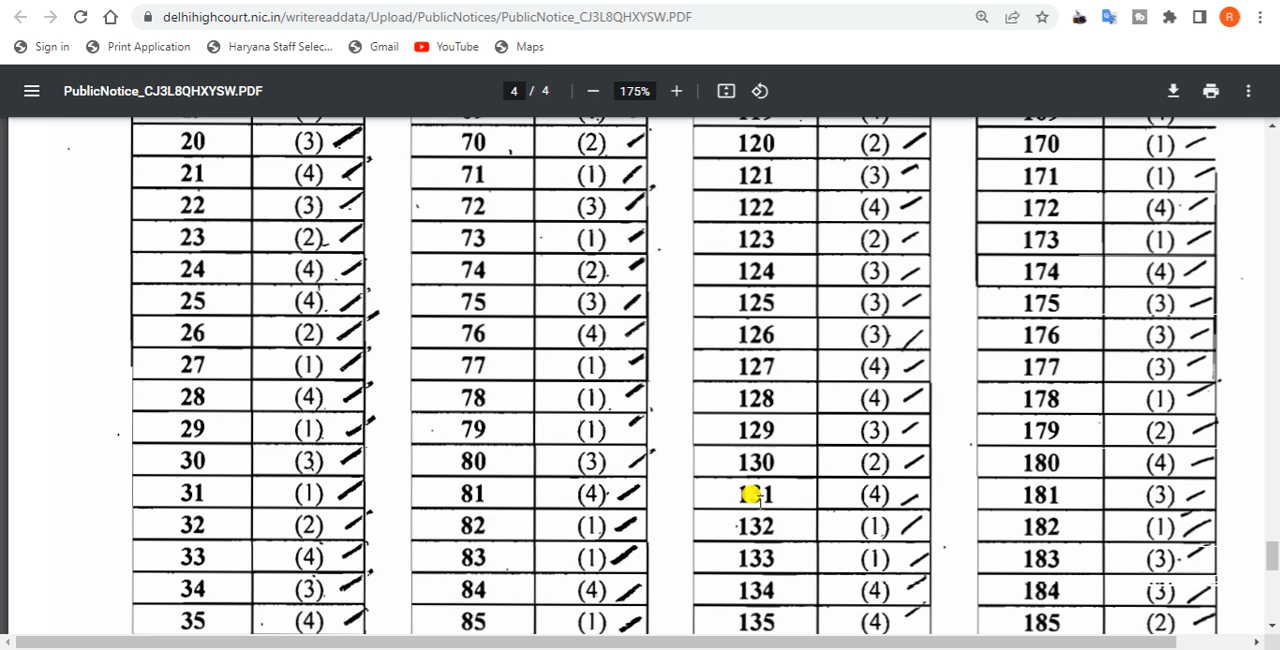 delhihighcourt.nic.in/writereaddata/Upload/PublicNotices/PublicNotice_CJ3L8QHXYSW.PDF R
Sign in Print Application Haryana Staff Selec... Gmail YouTube Maps
PublicNotice_CJ3L8QHXYSW.PDF 4 / 4 175%
20 (3) 70 (2) 120 (2) 170 (1)
21 (4) 71 (1) 121 (3) 171 (1)
22 (3) 72 (3) 122 (4) 172 (4)
23 (2) 73 (1) 123 (2) 173 (1)
24 (4) 74 (2) 124 (3) 174 (4)
25 (4) 75 (3) 125 (3) 175 (3)
26 (2) 76 (4) 126 (3) 176 (3)
27 (1) 77 (1) 127 (4) 177 (3)
28 (4) 78 (1) 128 (4) 178 (1)
29 (1) 79 (1) 129 (3) 179 (2)
30 (3) 80 (3) 130 (2) 180 (4)
31 (1) 81 (4) 131 (4) 181 (3)
32 (2) 82 (1) 132 (1) 182 (1)
33 (4) 83 (1) 133 (1) 183 (3)
34 (3) 84 (4) 134 (4) 184 (3)
35 (4) 85 (1) 135 (4) 185 (2)